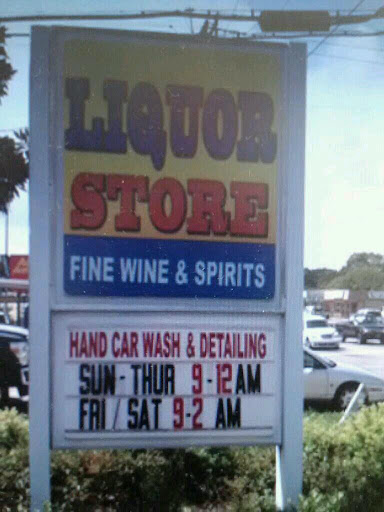 LIQUOR
STORE
FINE WINE & SPIRITS
HAND CAR WASH & DETAILING
SUN - THUR 9-12 AM
FRI / SAT 9-2 AM